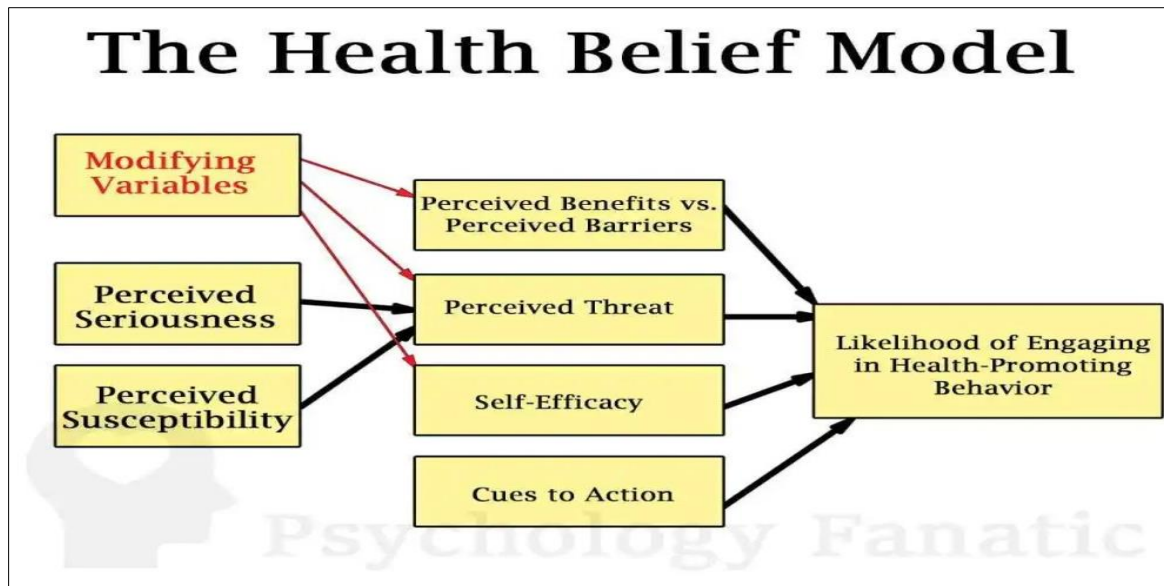 The Health Belief Model
Modifying
Variables
Perceived Benefits vs.
Perceived Barriers
Perceived
Seriousness
Perceived Threat
Perceived
Susceptibility
Self-Efficacy
Likelihood of Engaging
in Health-Promoting
Behavior
Cues to Action
Psychology Fanatic